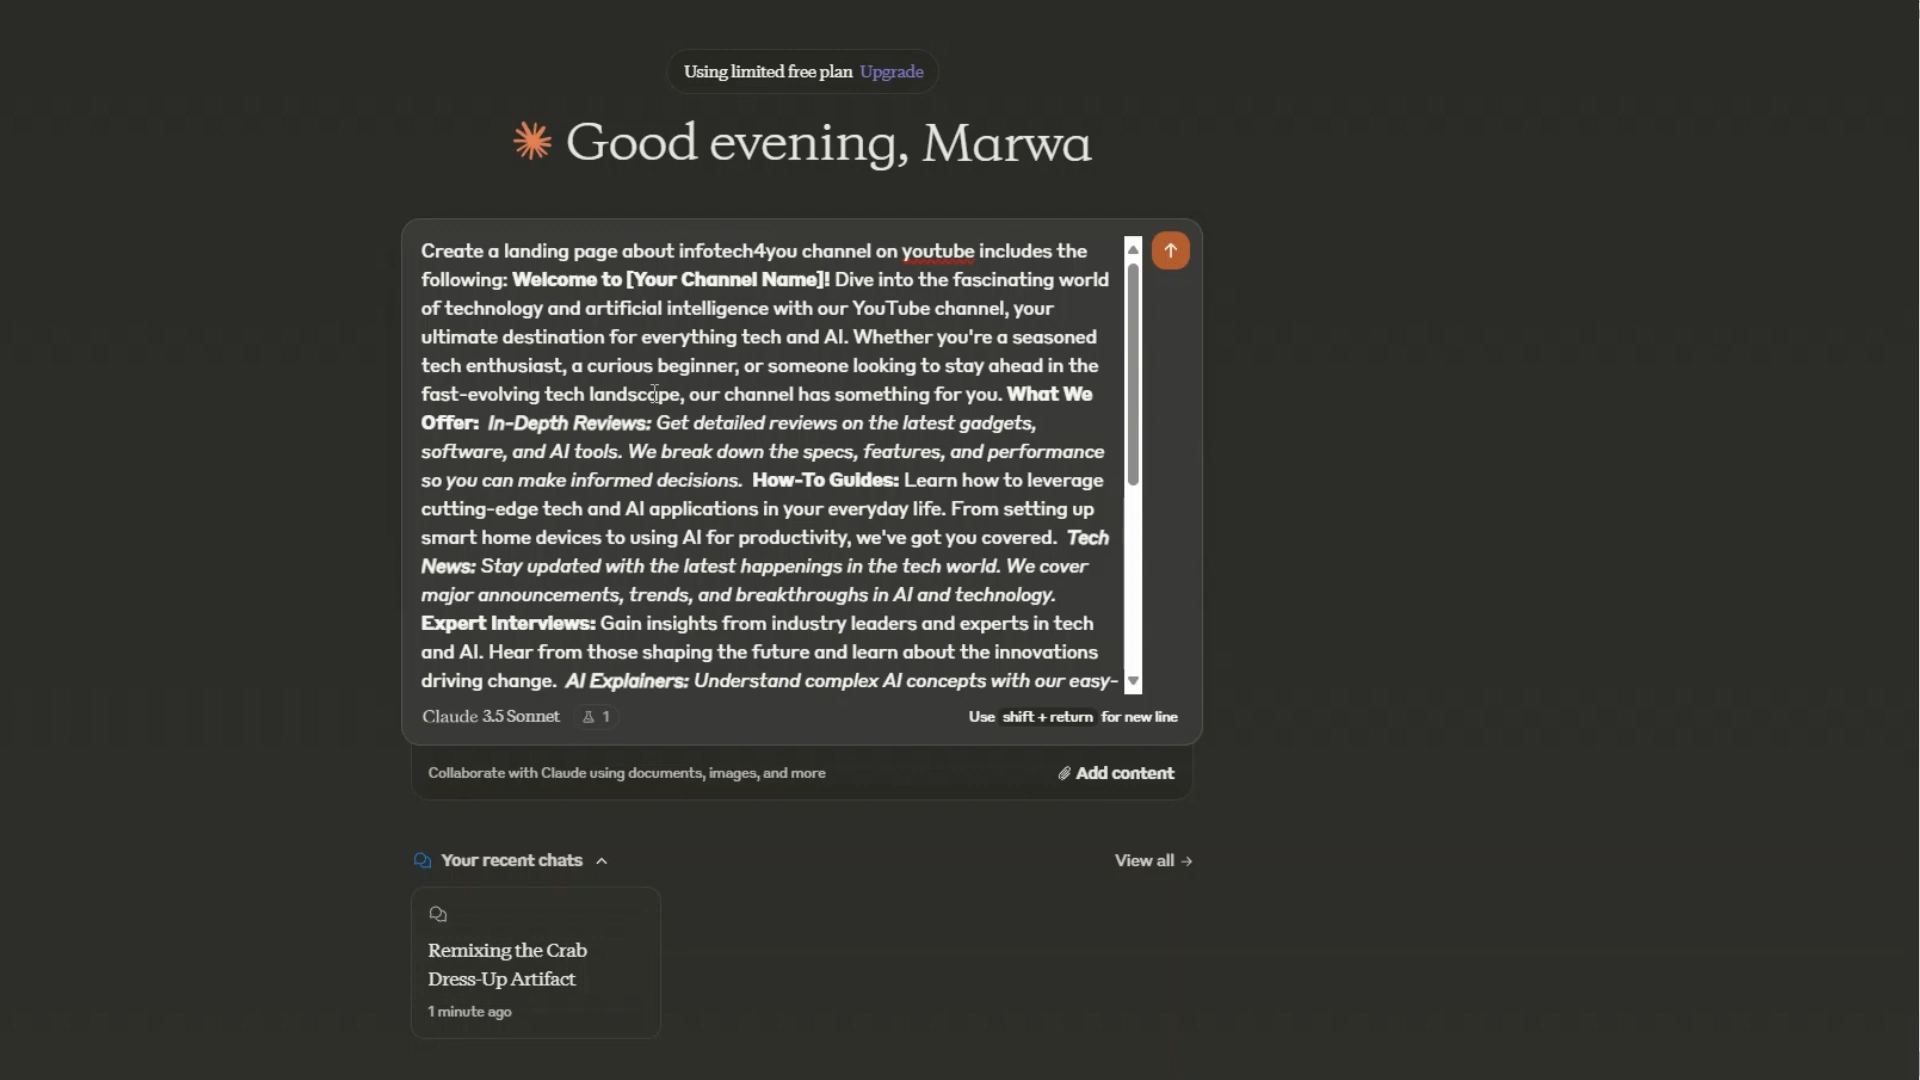 Using limited free plan Upgrade
Good evening, Marwa
Create a landing page about infotech4you channel on youtube includes the
following: Welcome to [Your Channel Name]! Dive into the fascinating world
of technology and artificial intelligence with our YouTube channel, your
ultimate destination for everything tech and AI. Whether you're a seasoned
tech enthusiast, a curious beginner, or someone looking to stay ahead in the
fast-evolving tech landscape, our channel has something for you. What We
Offer: In-Depth Reviews: Get detailed reviews on the latest gadgets,
software, and AI tools. We break down the specs, features, and performance
so you can make informed decisions. How-To Guides: Learn how to leverage
cutting-edge tech and AI applications in your everyday life. From setting up
smart home devices to using AI for productivity, we've got you covered. Tech
News: Stay updated with the latest happenings in the tech world. We cover
major announcements, trends, and breakthroughs in AI and technology.
Expert Interviews: Gain insights from industry leaders and experts in tech
and AI. Hear from those shaping the future and learn about the innovations
driving change. AI Explainers: Understand complex AI concepts with our easy-
Claude 3.5 Sonnet 1 Use shift + return for new line
Collaborate with Claude using documents, images, and more Add content
Your recent chats View all →
Remixing the Crab
Dress-Up Artifact
1 minute ago